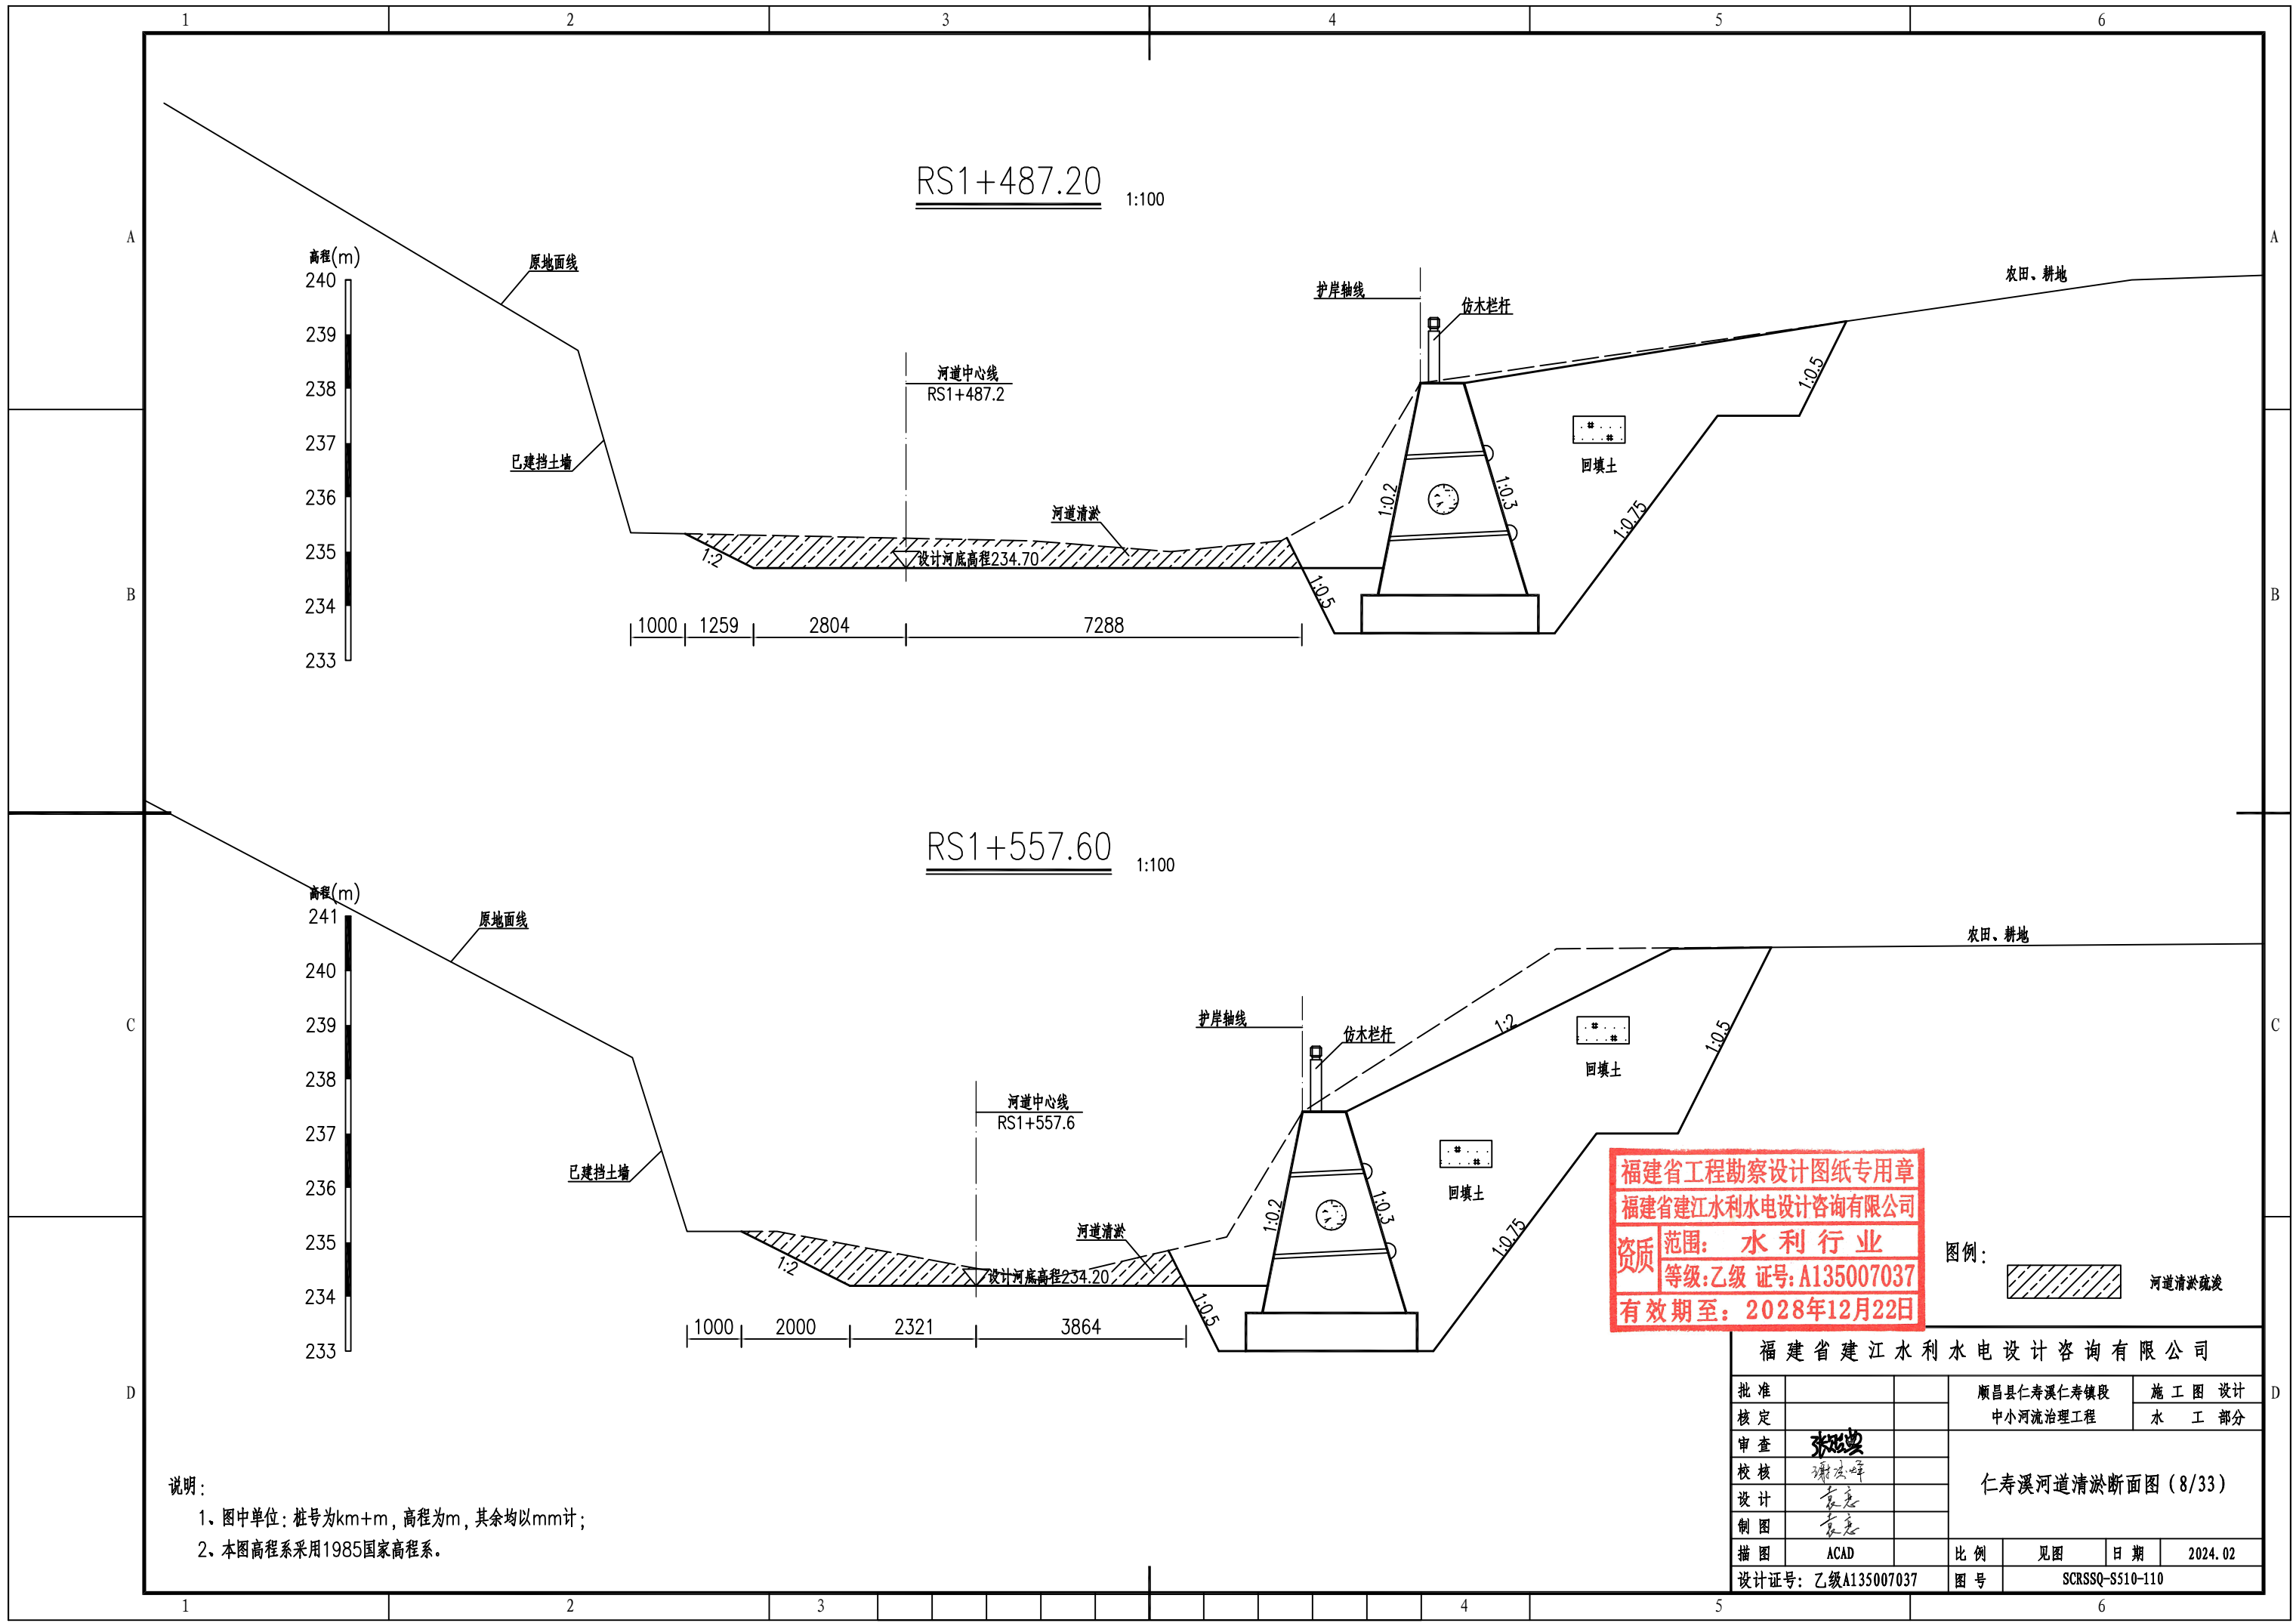 1 2 3 4 5 6
RS1+487.20 1:100
A
A
高程(m)
240
239
238
237
236
235
234
233
原地面线
已建挡土墙
河道中心线
RS1+487.2
河道清淤
护岸轴线
仿木栏杆
农田、耕地
1:0.5
回填土
1:0.2
1:0.3
1:0.75
1:2
设计河底高程234.70
1:0.5
B
B
1000 1259 2804 7288
RS1+557.60 1:100
高程(m)
241
240
239
238
237
236
235
234
233
原地面线
已建挡土墙
河道中心线
RS1+557.6
河道清淤
护岸轴线
仿木栏杆
农田、耕地
1:2
1:0.5
回填土
回填土
1:0.2
1:0.3
1:0.75
1:2
设计河底高程234.20
1:0.5
C
C
1000 2000 2321 3864
福建省工程勘察设计图纸专用章
福建省建江水利水电设计咨询有限公司
资质
范围: 水利行业
等级:乙级 证号:A135007037
有效期至: 2028年12月22日
图例:
河道清淤疏浚
D
D
福建省建江水利水电设计咨询有限公司
批准
核定
审查
校核
设计
制图
描图 ACAD
设计证号: 乙级A135007037
顺昌县仁寿溪仁寿镇段
中小河流治理工程
施工图 设计
水 工 部分
仁寿溪河道清淤断面图(8/33)
比例 见图 日期 2024.02
图号 SCRSSQ-S510-110
说明:
1、图中单位: 桩号为km+m, 高程为m, 其余均以mm计;
2、本图高程系采用1985国家高程系。
1 2 3 4 5 6